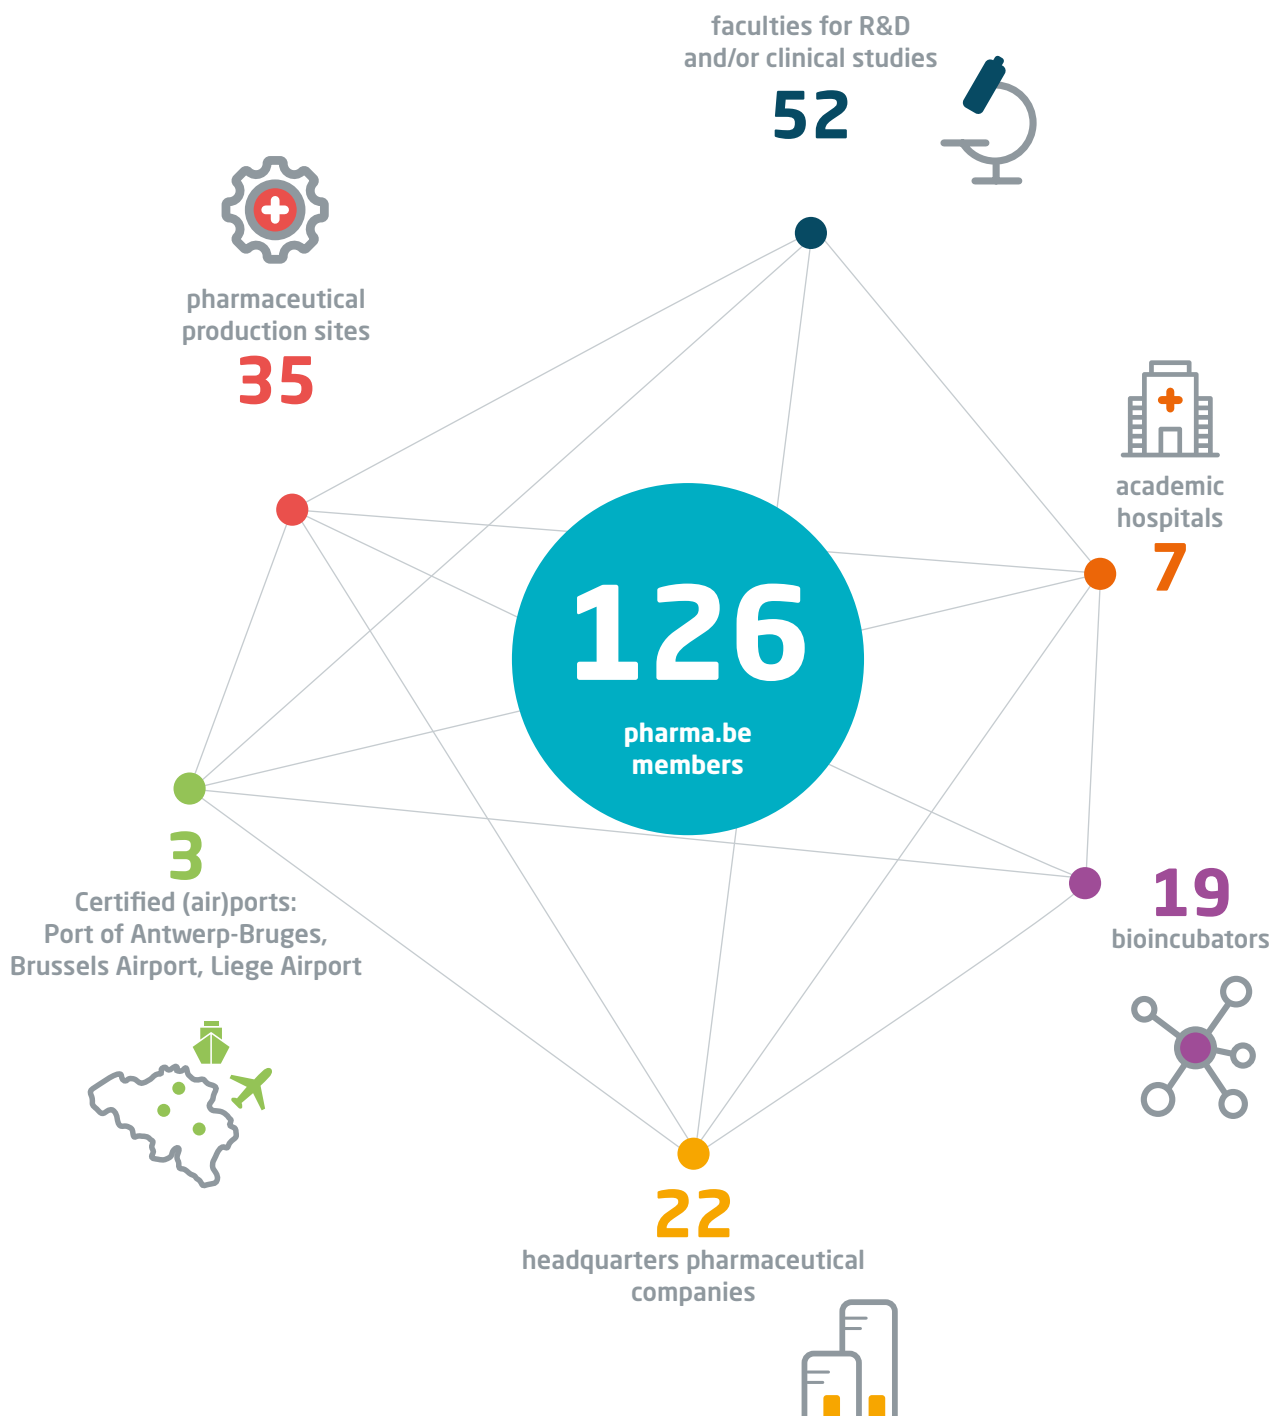 faculties for R&D
and/or clinical studies
52
pharmaceutical
production sites
35
academic
hospitals
7
126
pharma.be
members
3
Certified (air)ports:
Port of Antwerp-Bruges,
Brussels Airport, Liege Airport
19
bioincubators
22
headquarters pharmaceutical
companies